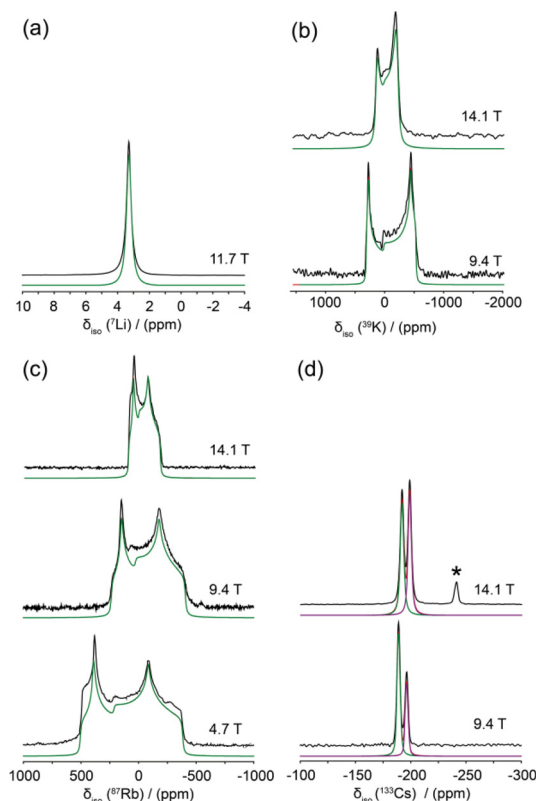 (a)
11.7 T
10 8 6 4 2 0 -2 -4
δiso (⁷Li) / (ppm)
(b)
14.1 T
9.4 T
1000 0 -1000 -2000
δiso (³⁹K) / (ppm)
(c)
14.1 T
9.4 T
4.7 T
1000 500 0 -500 -1000
δiso (⁸⁷Rb) / (ppm)
(d)
*
14.1 T
9.4 T
-100 -150 -200 -250 -300
δiso (¹³³Cs) / (ppm)